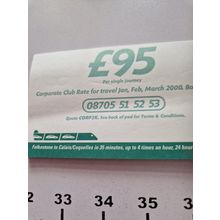 £95
Per single journey
Corporate Club Rate for travel Jan, Feb, March 2000. Bo
08705 51 52 53
Quote CORP2K. See back of pad for Terms & Conditions.
Folkestone to Calais/Coquelles in 35 minutes, up to 4 times an hour, 24 hour
33 34 35 36